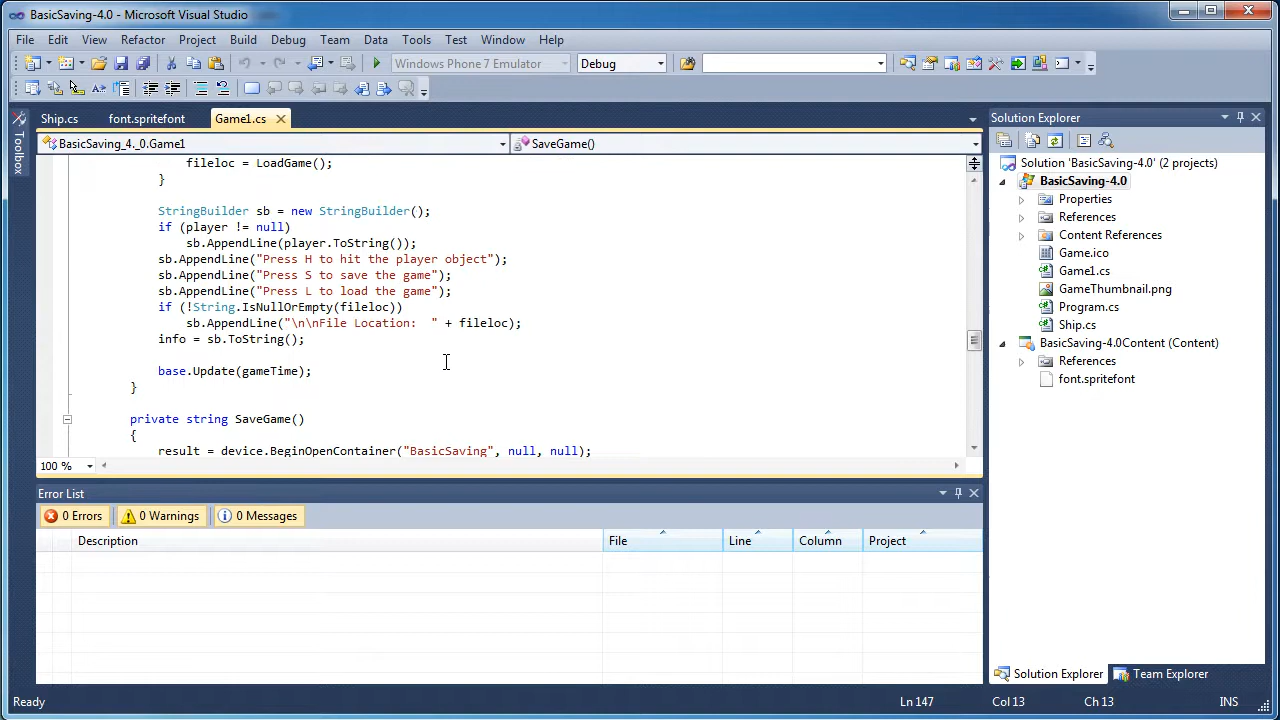 BasicSaving-4.0 - Microsoft Visual Studio
File Edit View Refactor Project Build Debug Team Data Tools Test Window Help
Windows Phone 7 Emulator Debug
Ship.cs font.spritefont Game1.cs
BasicSaving_4._0.Game1 SaveGame()
Toolbox
fileloc = LoadGame();
}
StringBuilder sb = new StringBuilder();
if (player != null)
sb.AppendLine(player.ToString());
sb.AppendLine("Press H to hit the player object");
sb.AppendLine("Press S to save the game");
sb.AppendLine("Press L to load the game");
if (!String.IsNullOrEmpty(fileloc))
sb.AppendLine("\n\nFile Location:  " + fileloc);
info = sb.ToString();
base.Update(gameTime);
}
private string SaveGame()
{
result = device.BeginOpenContainer("BasicSaving", null, null);
100 %
Error List
0 Errors 0 Warnings 0 Messages
Description File Line Column Project
Solution Explorer
Solution 'BasicSaving-4.0' (2 projects)
BasicSaving-4.0
Properties
References
Content References
Game.ico
Game1.cs
GameThumbnail.png
Program.cs
Ship.cs
BasicSaving-4.0Content (Content)
References
font.spritefont
Solution Explorer Team Explorer
Ready Ln 147 Col 13 Ch 13 INS